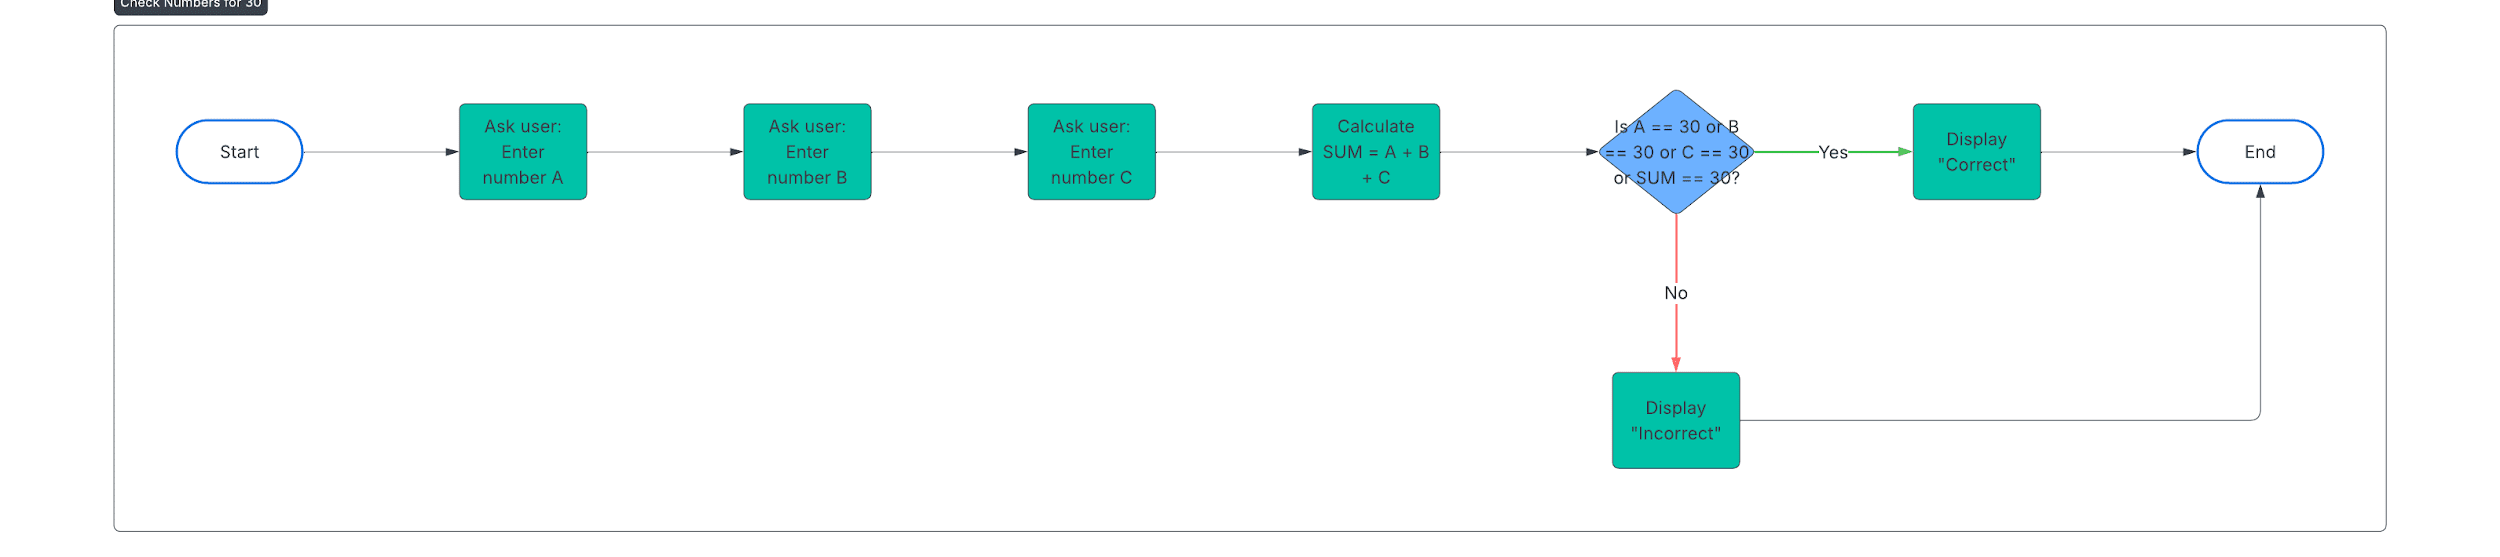 Check Numbers for 30
Start
Ask user:
Enter
number A
Ask user:
Enter
number B
Ask user:
Enter
number C
Calculate
SUM = A + B
+ C
Is A == 30 or B
== 30 or C == 30
or SUM == 30?
Yes
Display
"Correct"
End
No
Display
"Incorrect"